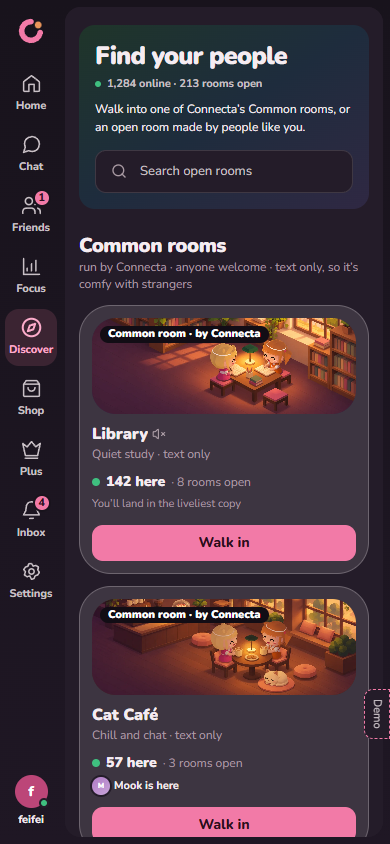 Home
Chat
1
Friends
Focus
Discover
Shop
Plus
4
Inbox
Settings
f
feifei
Find your people
1,284 online · 213 rooms open
Walk into one of Connecta's Common rooms, or
an open room made by people like you.
Search open rooms
Common rooms
run by Connecta · anyone welcome · text only, so it's
comfy with strangers
Common room · by Connecta
Library
Quiet study · text only
142 here · 8 rooms open
You'll land in the liveliest copy
Walk in
Common room · by Connecta
Cat Café
Chill and chat · text only
57 here · 3 rooms open
M Mook is here
Walk in
Demo